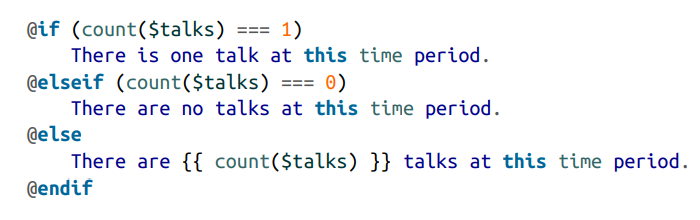 @if (count($talks) === 1)
    There is one talk at this time period.
@elseif (count($talks) === 0)
    There are no talks at this time period.
@else
    There are {{ count($talks) }} talks at this time period.
@endif